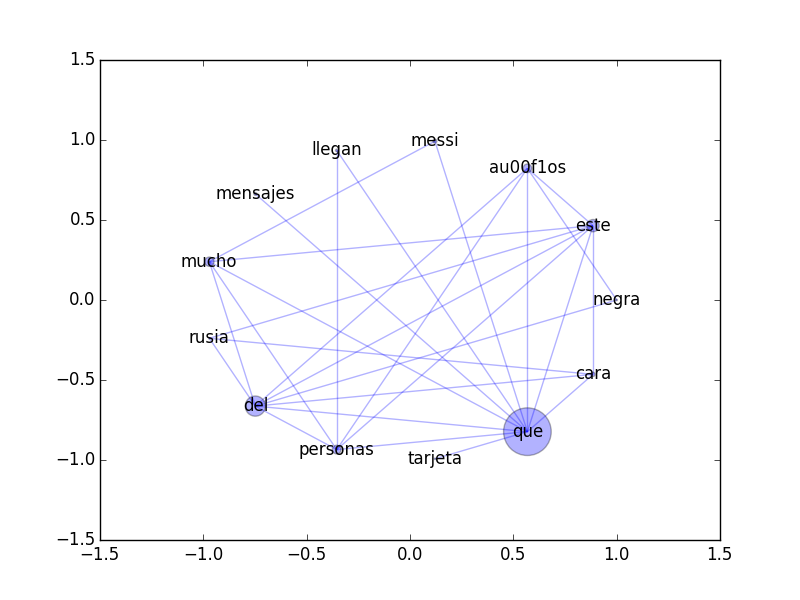 1.5
messi
llegan
1.0
au00f1os
mensajes
0.5
este
mucho
0.0
negra
rusia
−0.5
cara
del
que
personas
tarjeta
−1.0
−1.5
−1.5 −1.0 −0.5 0.0 0.5 1.0 1.5